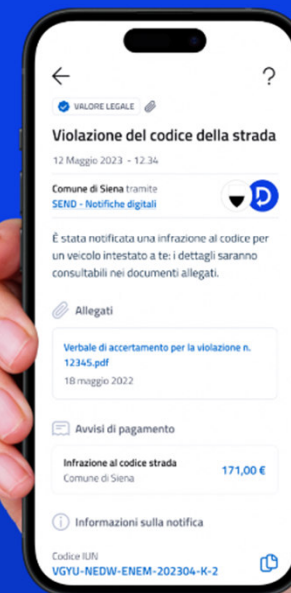 VALORE LEGALE
Violazione del codice della strada
12 Maggio 2023 - 12.34
Comune di Siena tramite
SEND - Notifiche digitali
È stata notificata una infrazione al codice per
un veicolo intestato a te: i dettagli saranno
consultabili nei documenti allegati.
Allegati
Verbale di accertamento per la violazione n.
12345.pdf
18 maggio 2022
Avvisi di pagamento
Infrazione al codice strada
Comune di Siena
171,00 €
Informazioni sulla notifica
Codice IUN
VGYU-NEDW-ENEM-202304-K-2